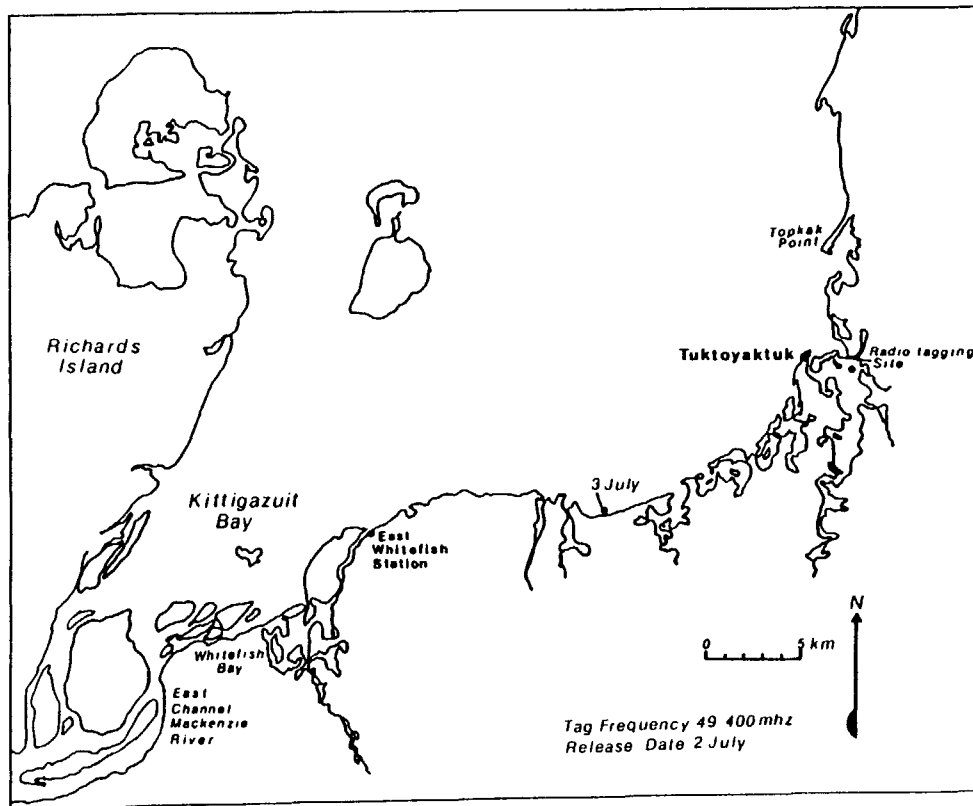 Topkak
Point
Richards
Island
Tuktoyaktuk
Radio tagging
Site
3 July
Kittigazuit
Bay
East
Whitefish
Station
N
0 5 km
Whitefish
Bay
East
Channel
Mackenzie
River
Tag Frequency 49 400 mhz
Release Date 2 July